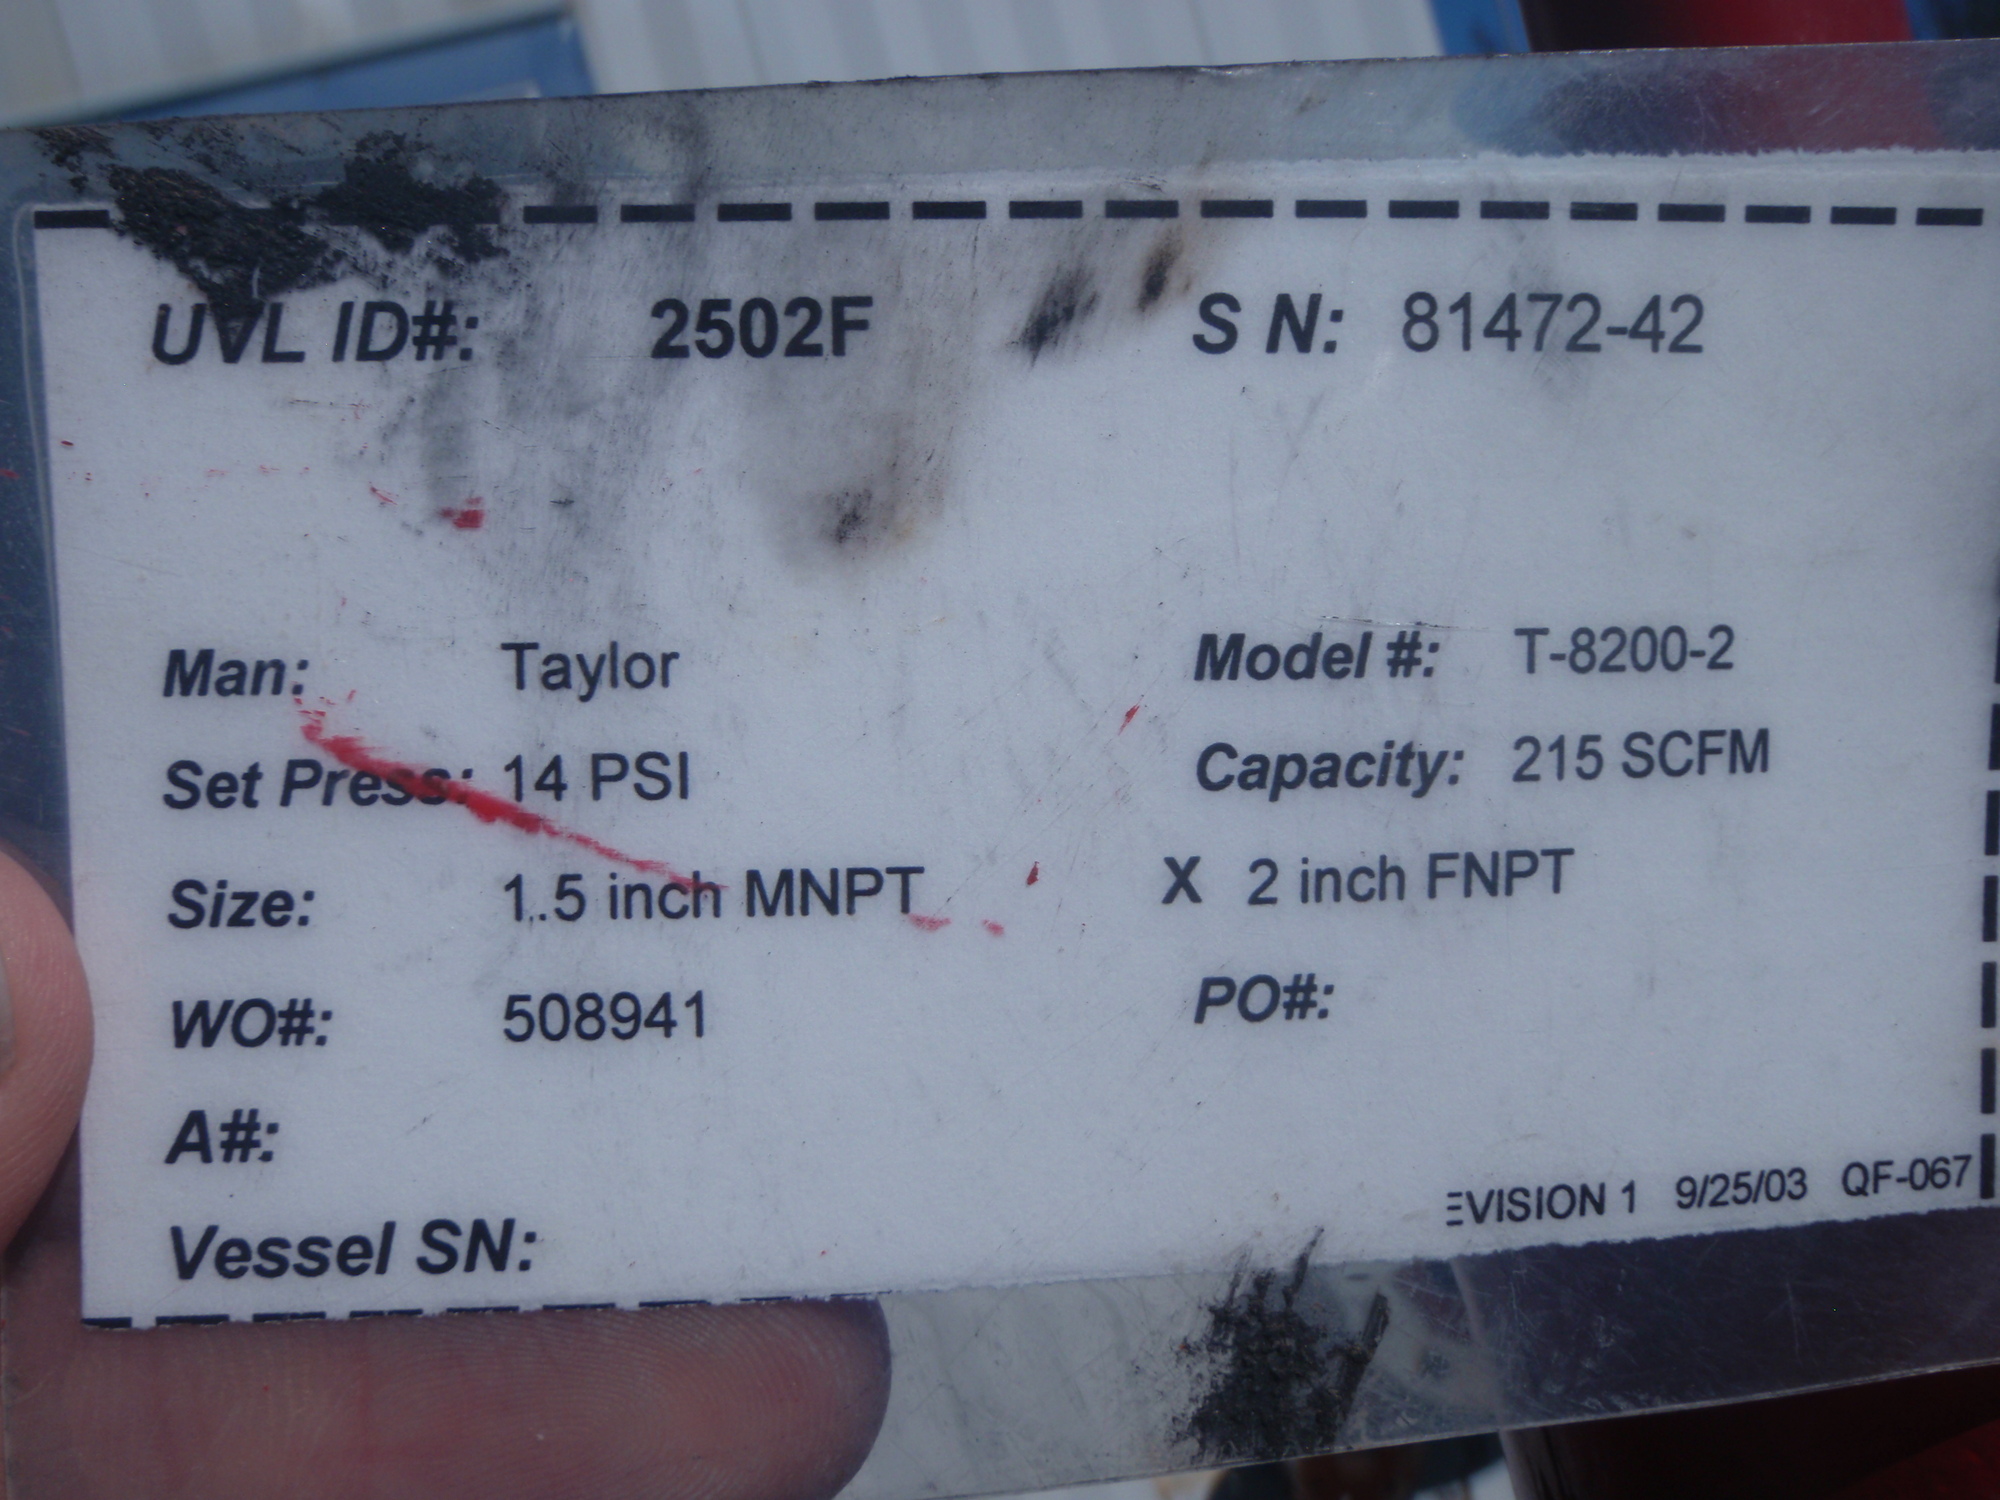 UVL ID#: 2502F S N: 81472-42
Man: Taylor Model #: T-8200-2
Set Press: 14 PSI Capacity: 215 SCFM
Size: 1.5 inch MNPT X 2 inch FNPT
WO#: 508941 PO#:
A#:
Vessel SN:
EVISION 1 9/25/03 QF-067